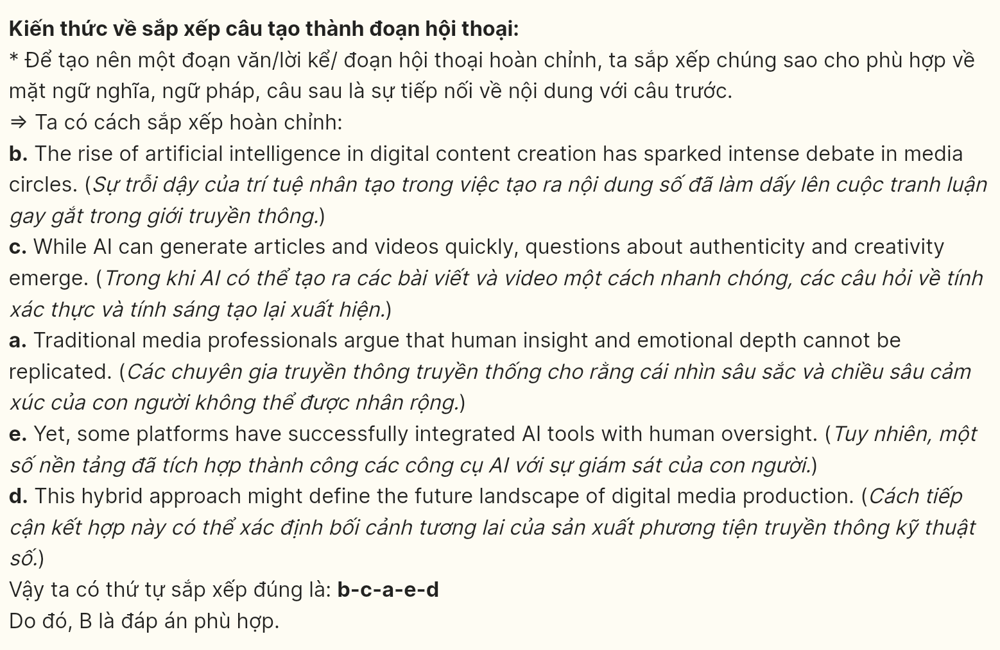 Kiến thức về sắp xếp câu tạo thành đoạn hội thoại:
* Để tạo nên một đoạn văn/lời kể/ đoạn hội thoại hoàn chỉnh, ta sắp xếp chúng sao cho phù hợp về
mặt ngữ nghĩa, ngữ pháp, câu sau là sự tiếp nối về nội dung với câu trước.
⇒ Ta có cách sắp xếp hoàn chỉnh:
b. The rise of artificial intelligence in digital content creation has sparked intense debate in media
circles. (Sự trỗi dậy của trí tuệ nhân tạo trong việc tạo ra nội dung số đã làm dấy lên cuộc tranh luận
gay gắt trong giới truyền thông.)
c. While AI can generate articles and videos quickly, questions about authenticity and creativity
emerge. (Trong khi AI có thể tạo ra các bài viết và video một cách nhanh chóng, các câu hỏi về tính
xác thực và tính sáng tạo lại xuất hiện.)
a. Traditional media professionals argue that human insight and emotional depth cannot be
replicated. (Các chuyên gia truyền thông truyền thống cho rằng cái nhìn sâu sắc và chiều sâu cảm
xúc của con người không thể được nhân rộng.)
e. Yet, some platforms have successfully integrated AI tools with human oversight. (Tuy nhiên, một
số nền tảng đã tích hợp thành công các công cụ AI với sự giám sát của con người.)
d. This hybrid approach might define the future landscape of digital media production. (Cách tiếp
cận kết hợp này có thể xác định bối cảnh tương lai của sản xuất phương tiện truyền thông kỹ thuật
số.)
Vậy ta có thứ tự sắp xếp đúng là: b-c-a-e-d
Do đó, B là đáp án phù hợp.